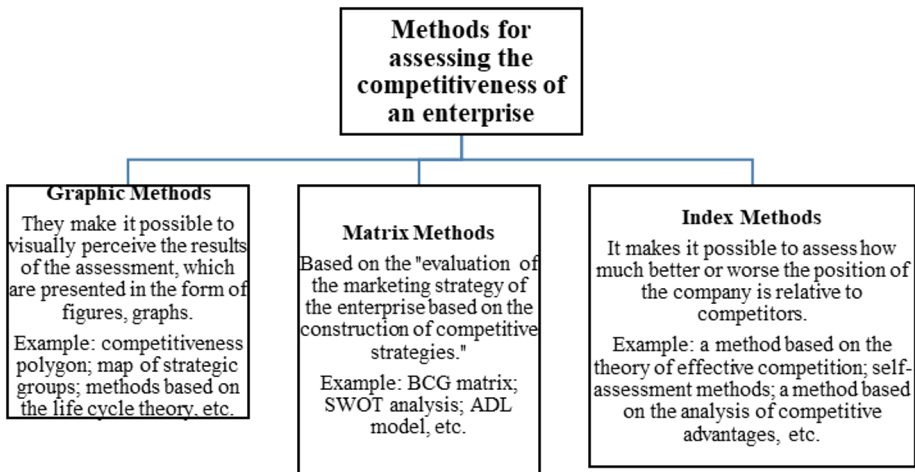 Methods for
assessing the
competitiveness of
an enterprise
Graphic Methods
They make it possible to
visually perceive the results
of the assessment, which
are presented in the form of
figures, graphs.
Example: competitiveness
polygon; map of strategic
groups; methods based on
the life cycle theory, etc.
Matrix Methods
Based on the "evaluation of
the marketing strategy of
the enterprise based on the
construction of competitive
strategies."
Example: BCG matrix;
SWOT analysis; ADL
model, etc.
Index Methods
It makes it possible to assess how
much better or worse the position of
the company is relative to
competitors.
Example: a method based on the
theory of effective competition; self-
assessment methods; a method based
on the analysis of competitive
advantages, etc.